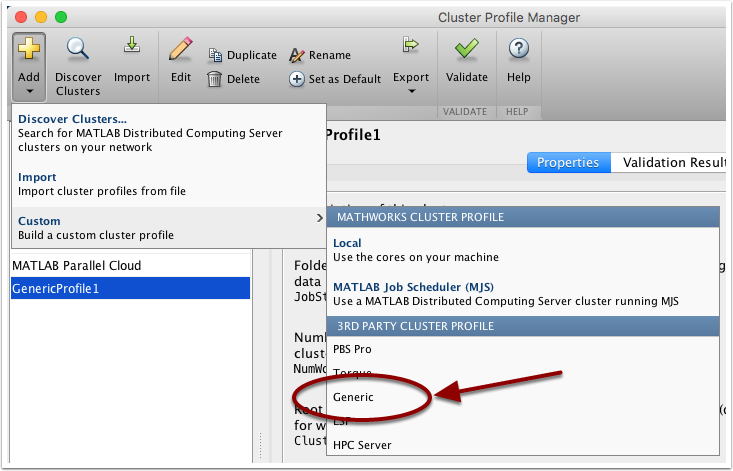 Cluster Profile Manager
Add
Discover
Clusters
Import
Edit
Duplicate
Delete
Rename
Set as Default
Export
Validate
Help
VALIDATE
HELP
Discover Clusters...
Search for MATLAB Distributed Computing Server
clusters on your network
Import
Import cluster profiles from file
Custom
Build a custom cluster profile
MATLAB Parallel Cloud
GenericProfile1
Profile1
Properties
Validation Result
MATHWORKS CLUSTER PROFILE
Local
Use the cores on your machine
MATLAB Job Scheduler (MJS)
Use a MATLAB Distributed Computing Server cluster running MJS
3RD PARTY CLUSTER PROFILE
PBS Pro
Torque
Generic
LSF
HPC Server
Folde
data
JobSt
Numb
cluste
NumWo
Root
for w
Clust